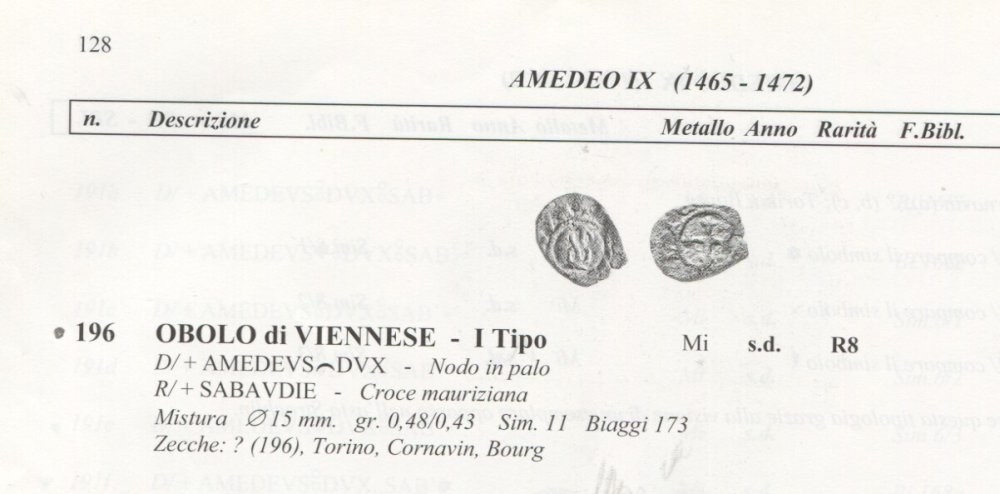 128
AMEDEO IX (1465 - 1472)
n. Descrizione Metallo Anno Rarità F.Bibl.
196 OBOLO di VIENNESE - I Tipo Mi s.d. R8
D/ + AMEDEVS DVX - Nodo in palo
R/ + SABAVDIE - Croce mauriziana
Mistura Ø 15 mm. gr. 0,48/0,43 Sim. 11 Biaggi 173
Zecche: ? (196), Torino, Cornavin, Bourg